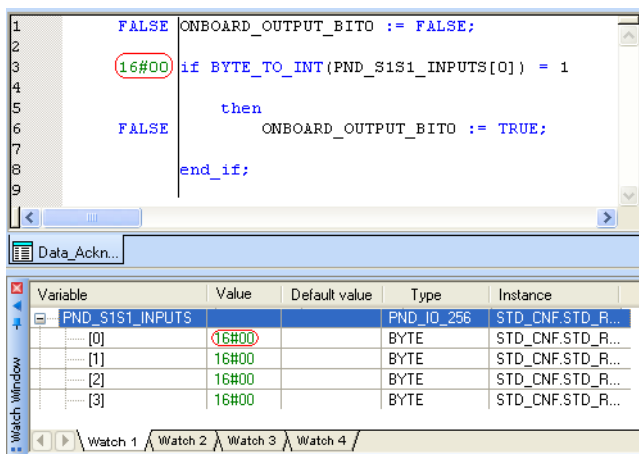 1 FALSE ONBOARD_OUTPUT_BIT0 := FALSE;
2
3 16#00 if BYTE_TO_INT(PND_S1S1_INPUTS[0]) = 1
4
5 then
6 FALSE ONBOARD_OUTPUT_BIT0 := TRUE;
7
8 end_if;
9
Data_Ackn...
Variable Value Default value Type Instance
PND_S1S1_INPUTS PND_IO_256 STD_CNF.STD_R...
[0] 16#00 BYTE STD_CNF.STD_R...
[1] 16#00 BYTE STD_CNF.STD_R...
[2] 16#00 BYTE STD_CNF.STD_R...
[3] 16#00 BYTE STD_CNF.STD_R...
Watch Window
Watch 1 Watch 2 Watch 3 Watch 4